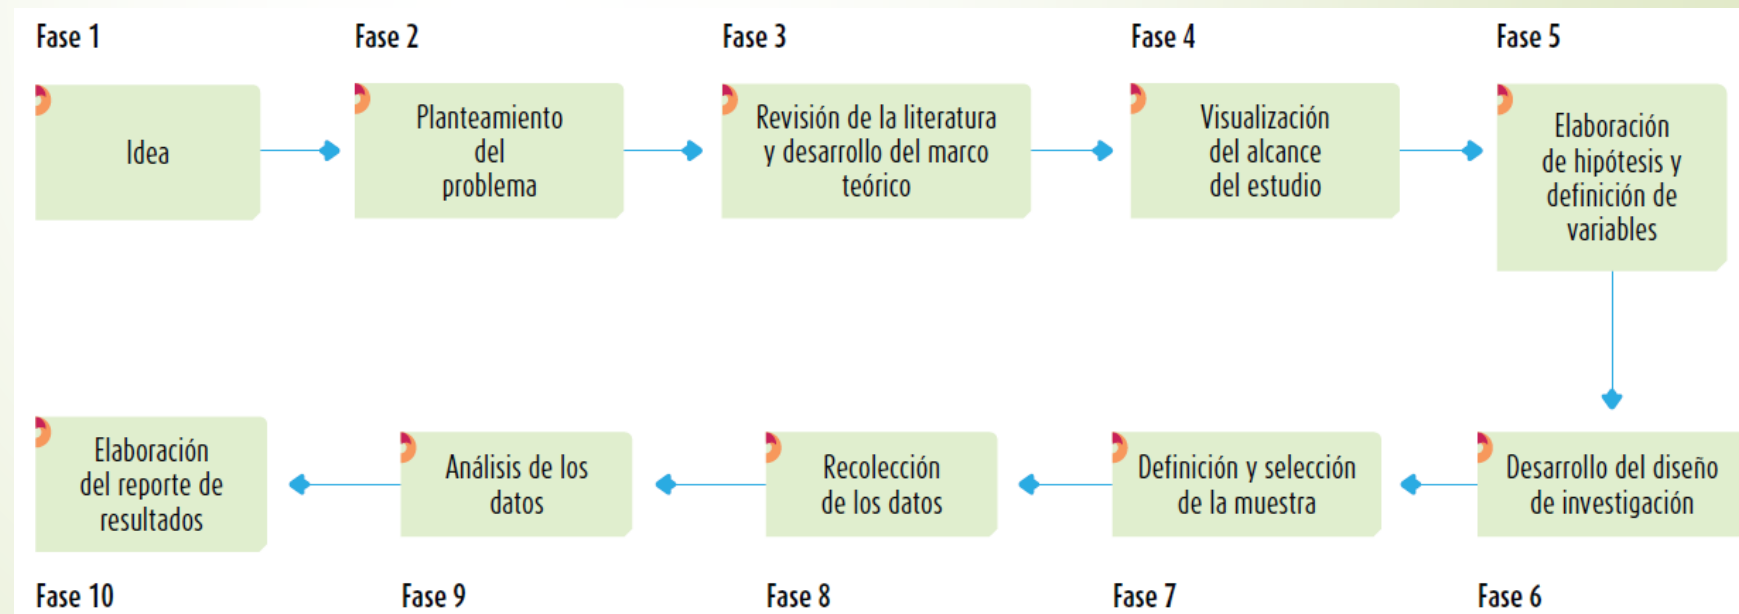 Fase 1
Idea
Fase 2
Planteamiento
del
problema
Fase 3
Revisión de la literatura
y desarrollo del marco
teórico
Fase 4
Visualización
del alcance
del estudio
Fase 5
Elaboración
de hipótesis y
definición de
variables
Desarrollo del diseño
de investigación
Fase 6
Definición y selección
de la muestra
Fase 7
Recolección
de los datos
Fase 8
Análisis de los
datos
Fase 9
Elaboración
del reporte de
resultados
Fase 10